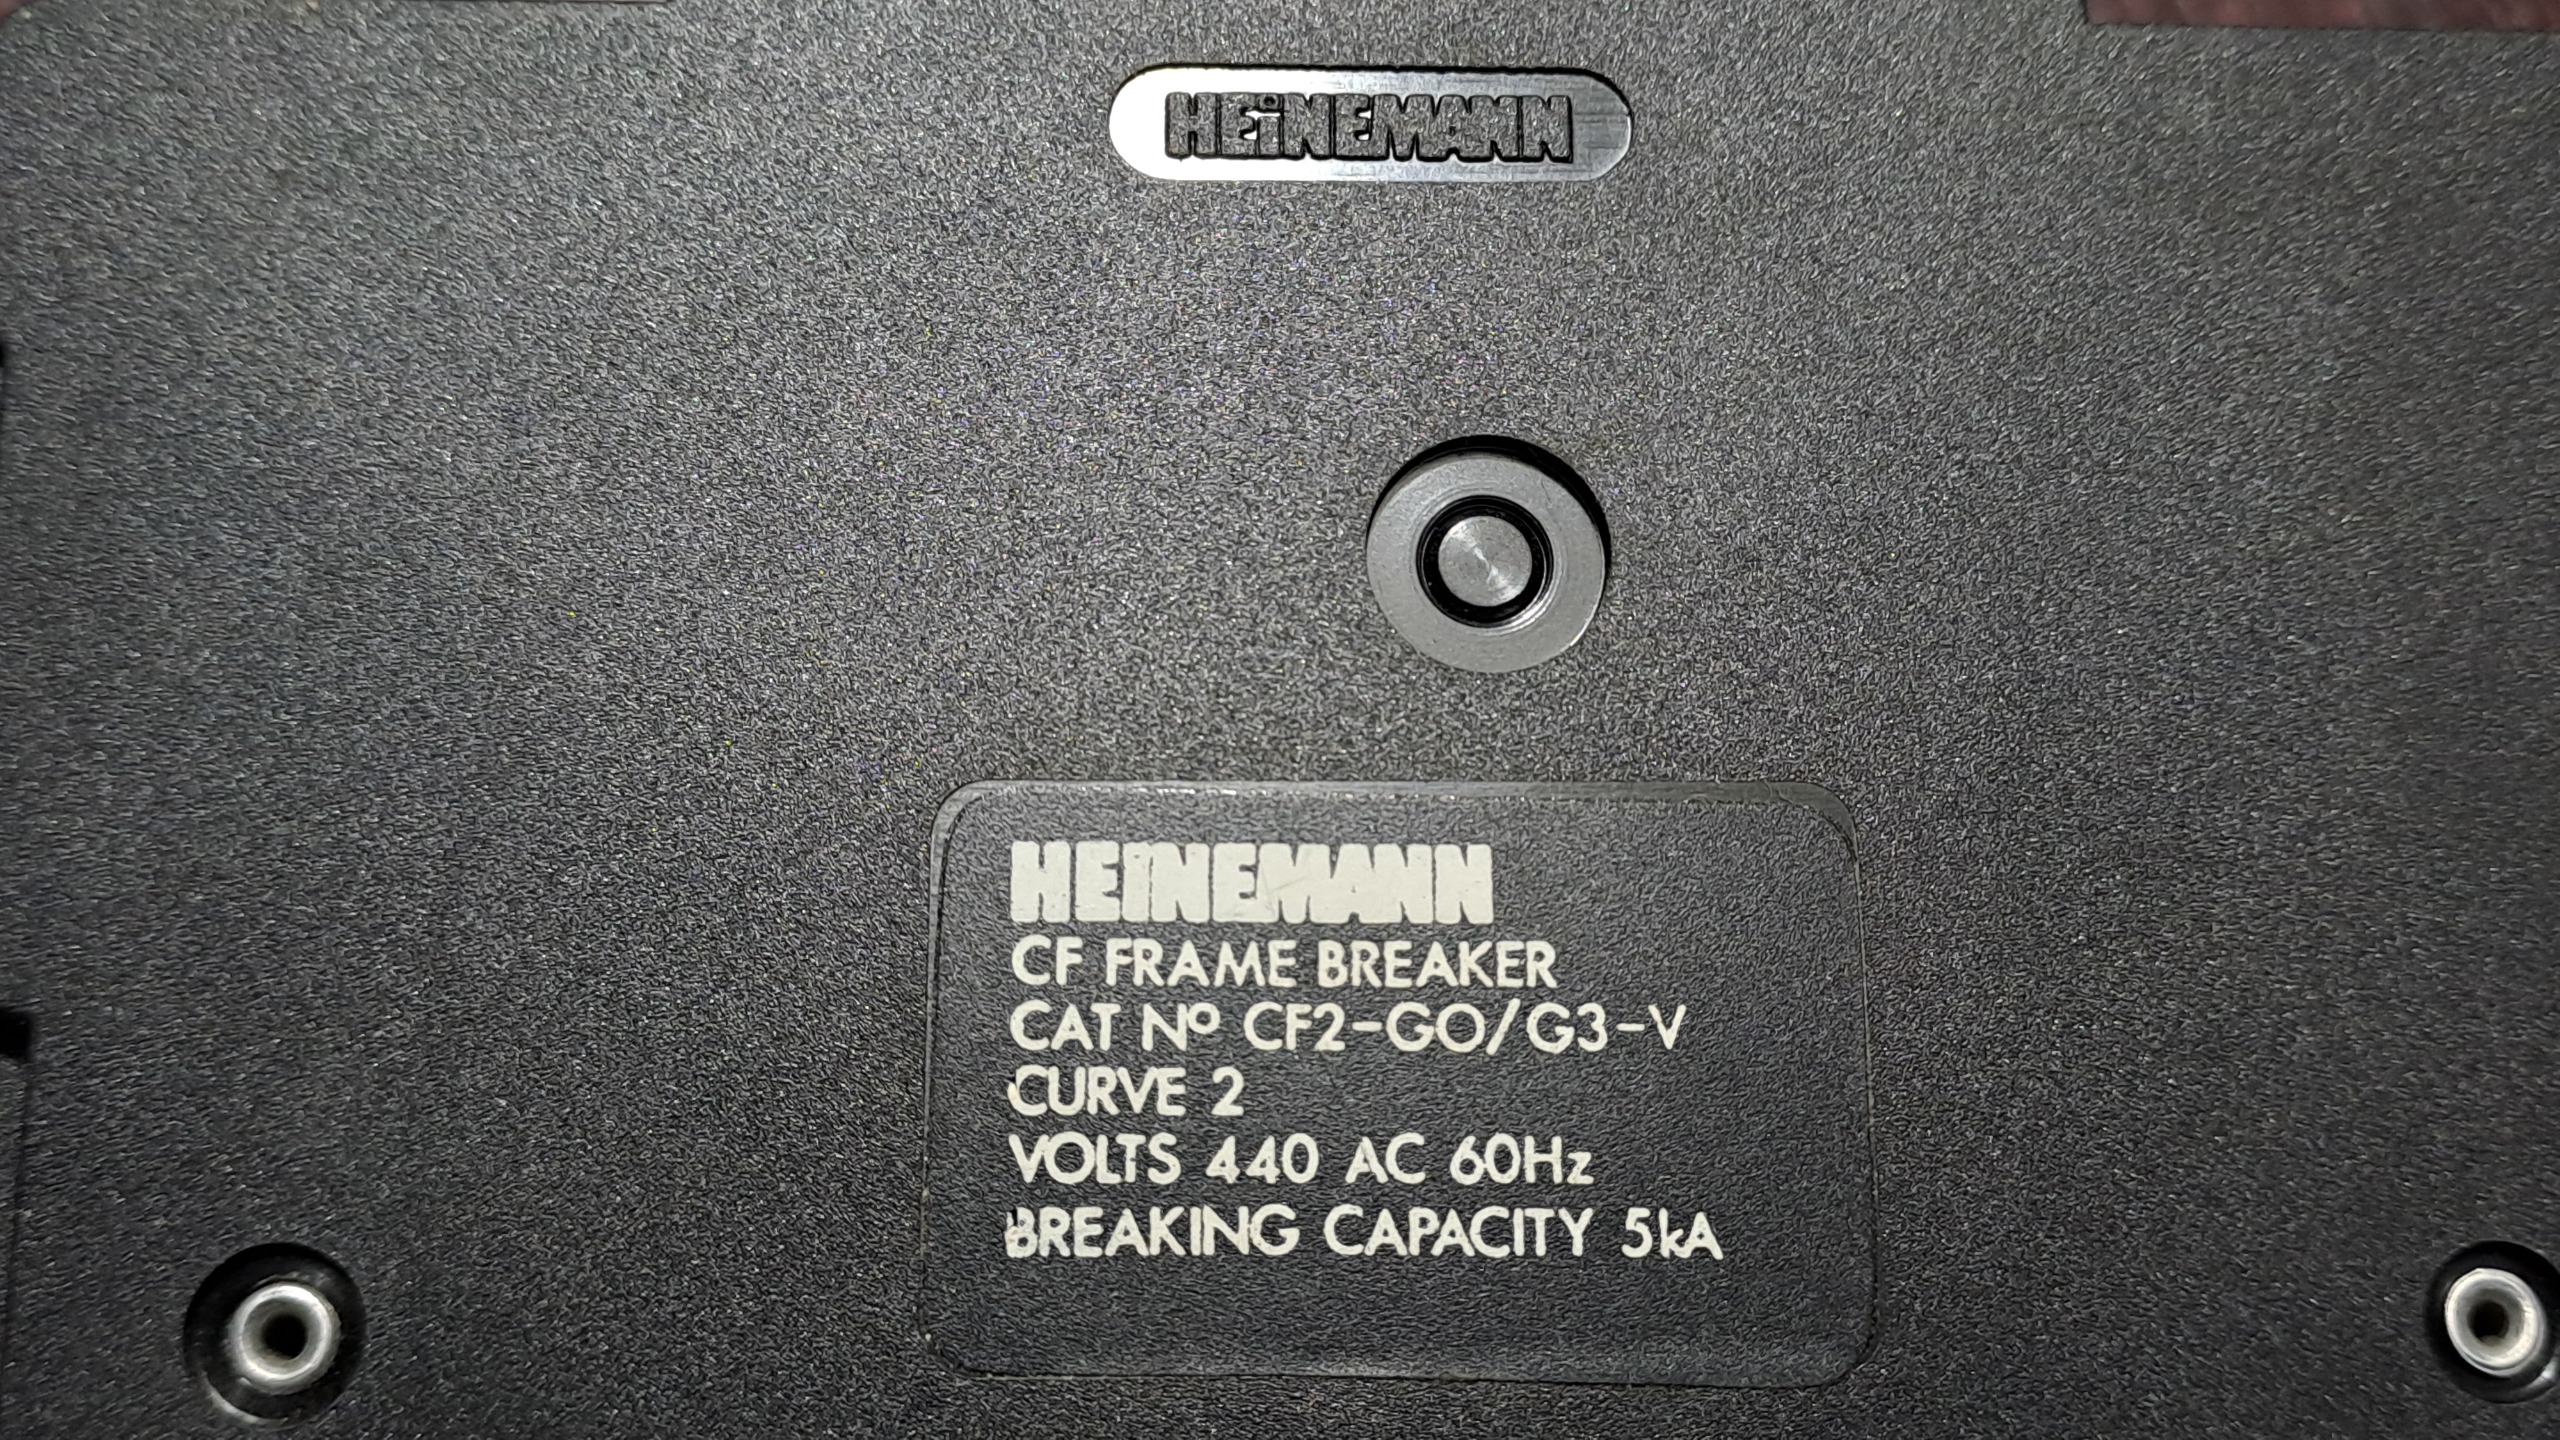 HEiNEMANN
HEINEMANN
CF FRAME BREAKER
CAT Nº CF2-GO/G3-V
CURVE 2
VOLTS 440 AC 60Hz
BREAKING CAPACITY 5kA